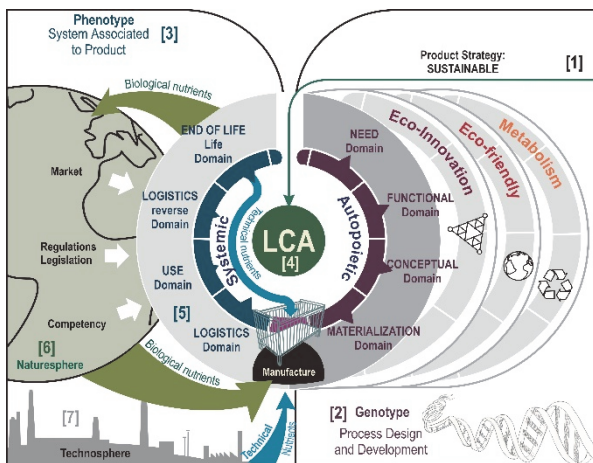 Phenotype
System Associated
to Product
[3]
Product Strategy:
SUSTAINABLE
[1]
Biological nutrients
END OF LIFE
Life
Domain
NEED
Domain
Eco-Innovation
Eco-friendly
Metabolism
Market
LOGISTICS
reverse
Domain
Systemic
Technical nutrients
LCA
[4]
Autopoietic
FUNCTIONAL
Domain
Regulations
Legislation
USE
Domain
CONCEPTUAL
Domain
[5]
Competency
LOGISTICS
Domain
MATERIALIZATION
Domain
[6]
Naturesphere
Biological nutrients
Manufacture
[7]
Technosphere
Technical
Nutrients
[2] Genotype
Process Design
and Development